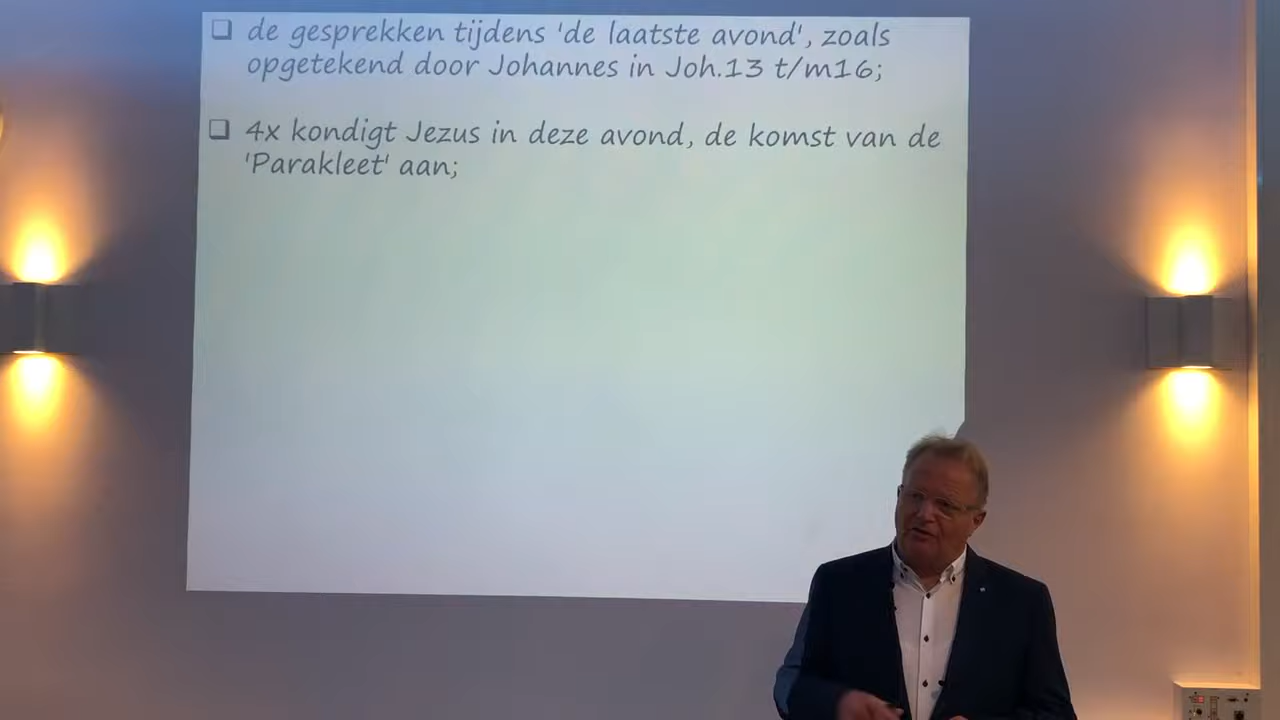 de gesprekken tijdens 'de laatste avond', zoals
opgetekend door Johannes in Joh.13 t/m16;
4x kondigt Jezus in deze avond, de komst van de
'Parakleet' aan;